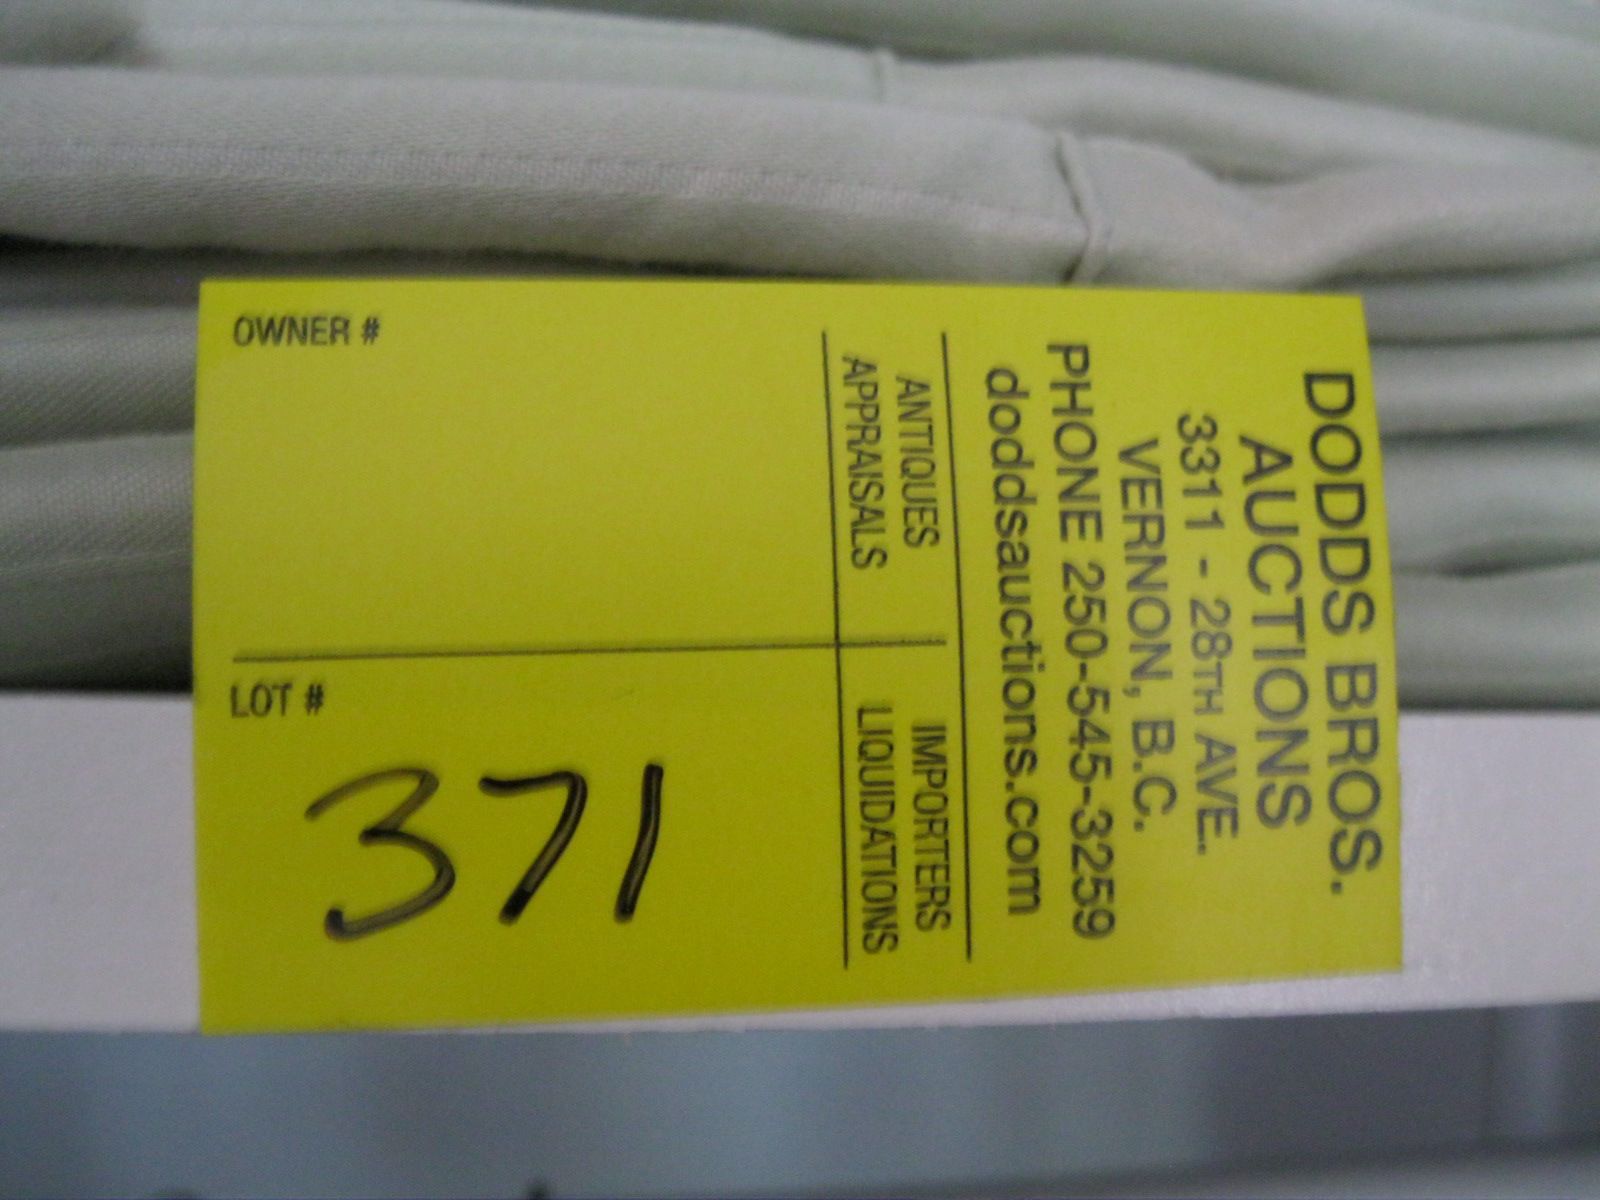 DODDS BROS.
AUCTIONS
3311 - 28TH AVE.
VERNON, B.C.
PHONE 250-545-3259
doddsauctions.com
ANTIQUES
APPRAISALS
IMPORTERS
LIQUIDATIONS
OWNER #
LOT #
371